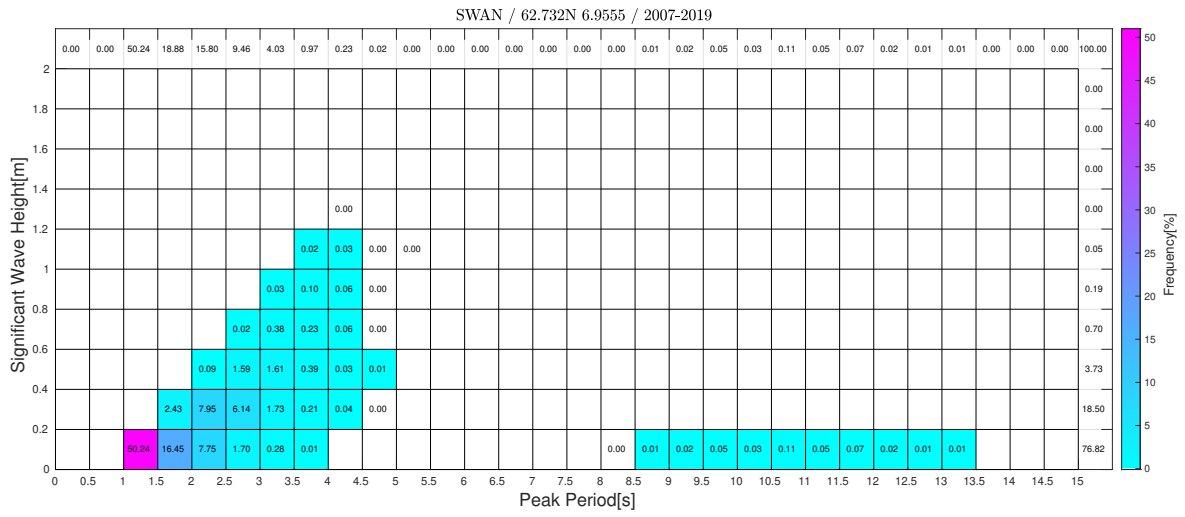 SWAN / 62.732N 6.9555 / 2007-2019
0.00 0.00 50.24 18.88 15.80 9.46 4.03 0.97 0.23 0.02 0.00 0.00 0.00 0.00 0.00 0.00 0.00 0.01 0.02 0.05 0.03 0.11 0.05 0.07 0.02 0.01 0.01 0.00 0.00 0.00 100.00
2
0.00
1.8
0.00
1.6
0.00
1.4
0.00 0.00
1.2
0.02 0.03 0.00 0.00 0.05
1
0.03 0.10 0.06 0.00 0.19
0.8
0.02 0.38 0.23 0.06 0.00 0.70
0.6
0.09 1.59 1.61 0.39 0.03 0.01 3.73
0.4
2.43 7.95 6.14 1.73 0.21 0.04 0.00 18.50
0.2
50.24 16.45 7.75 1.70 0.28 0.01 0.00 0.01 0.02 0.05 0.03 0.11 0.05 0.07 0.02 0.01 0.01 76.82
0
0 0.5 1 1.5 2 2.5 3 3.5 4 4.5 5 5.5 6 6.5 7 7.5 8 8.5 9 9.5 10 10.5 11 11.5 12 12.5 13 13.5 14 14.5 15
Peak Period[s]
Significant Wave Height[m]
50
45
40
35
30
25
20
15
10
5
0
Frequency[%]